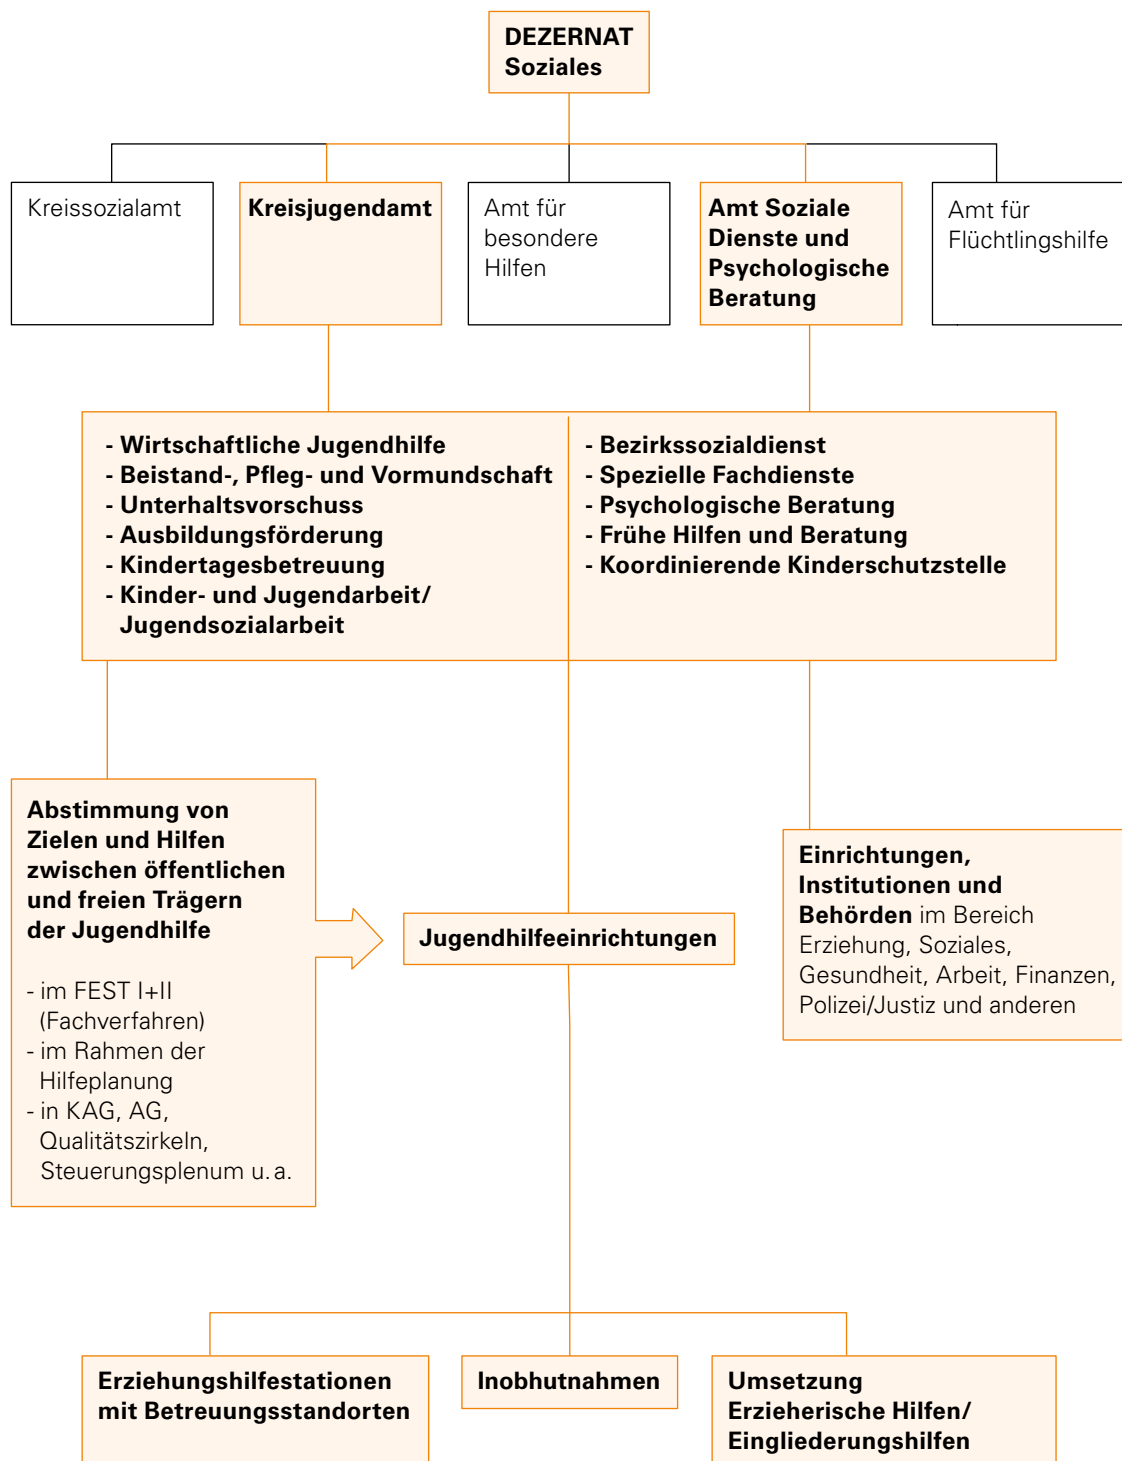 DEZERNAT
Soziales
Kreissozialamt
Kreisjugendamt
Amt für
besondere
Hilfen
Amt Soziale
Dienste und
Psychologische
Beratung
Amt für
Flüchtlingshilfe
- Wirtschaftliche Jugendhilfe
- Beistand-, Pfleg- und Vormundschaft
- Unterhaltsvorschuss
- Ausbildungsförderung
- Kindertagesbetreuung
- Kinder- und Jugendarbeit/
Jugendsozialarbeit
- Bezirkssozialdienst
- Spezielle Fachdienste
- Psychologische Beratung
- Frühe Hilfen und Beratung
- Koordinierende Kinderschutzstelle
Abstimmung von
Zielen und Hilfen
zwischen öffentlichen
und freien Trägern
der Jugendhilfe
- im FEST I+II
(Fachverfahren)
- im Rahmen der
Hilfeplanung
- in KAG, AG,
Qualitätszirkeln,
Steuerungsplenum u. a.
Jugendhilfeeinrichtungen
Einrichtungen,
Institutionen und
Behörden im Bereich
Erziehung, Soziales,
Gesundheit, Arbeit, Finanzen,
Polizei/Justiz und anderen
Erziehungshilfestationen
mit Betreuungsstandorten
Inobhutnahmen
Umsetzung
Erzieherische Hilfen/
Eingliederungshilfen